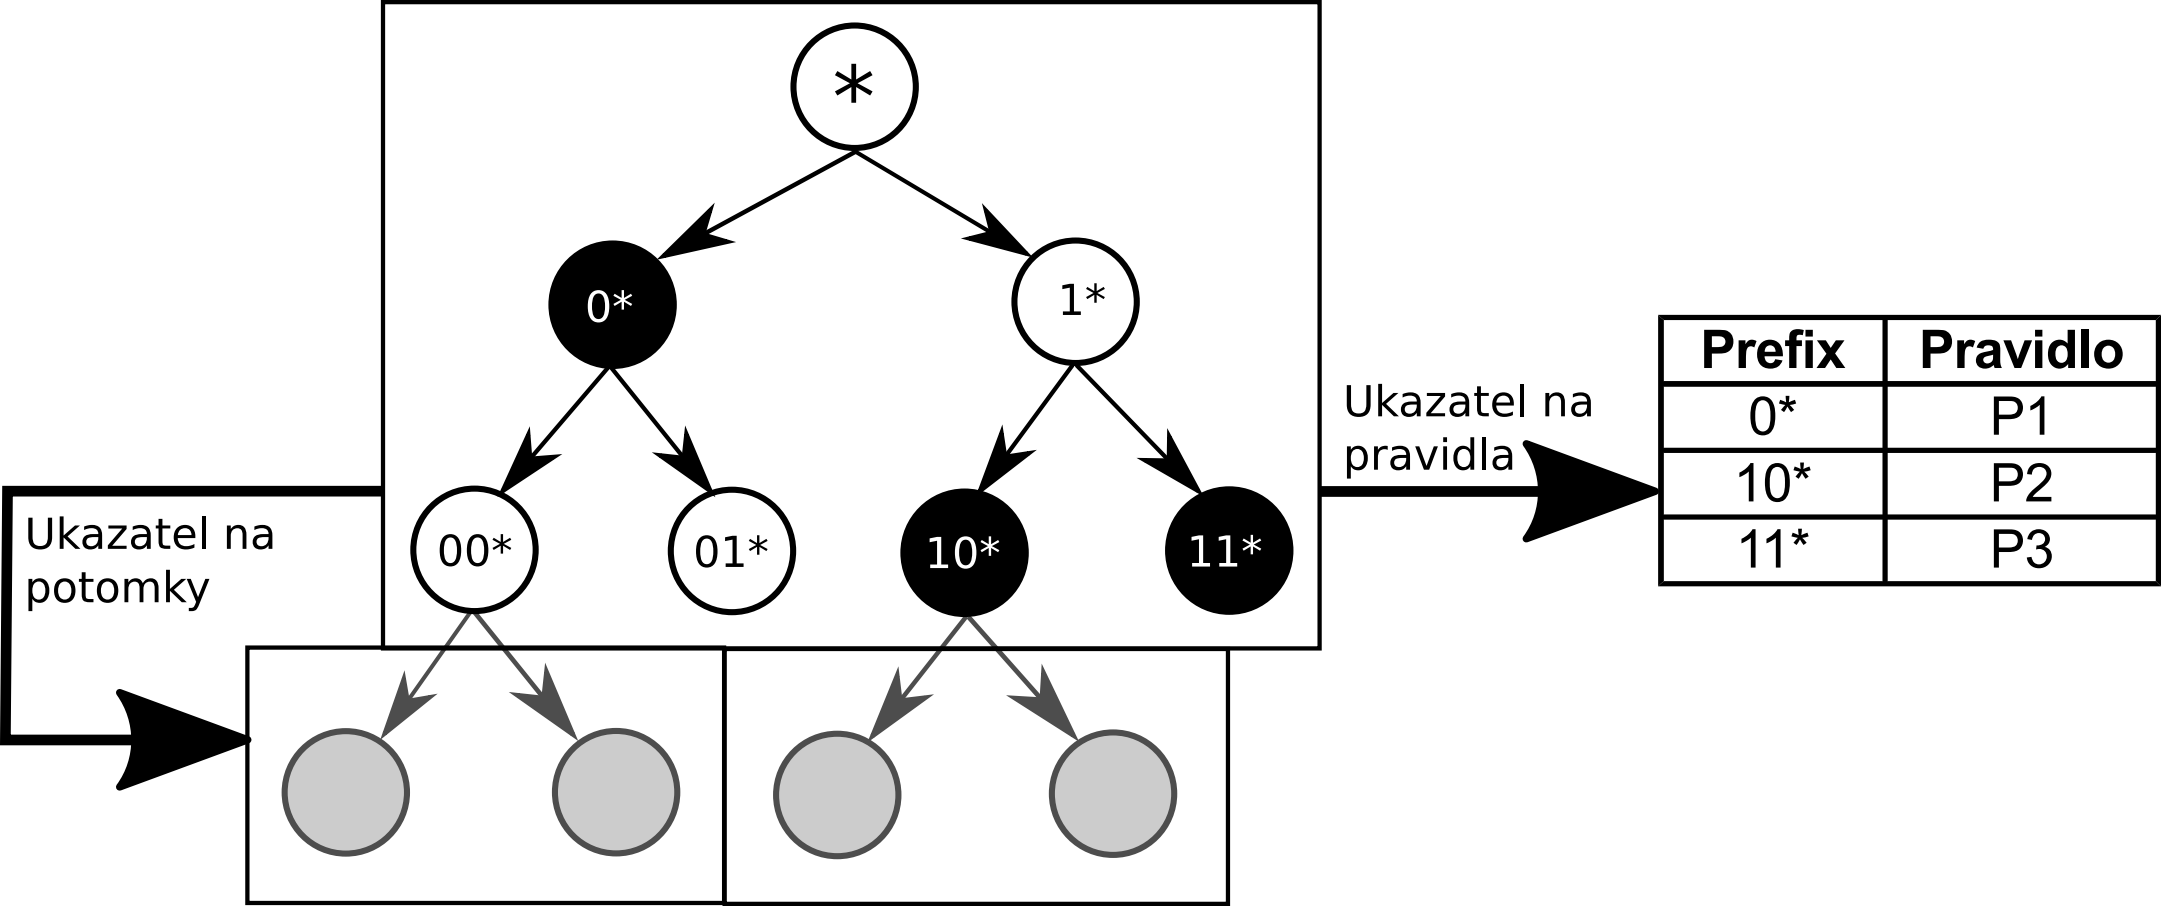 *
0*
1*
00*
01*
10*
11*
Ukazatel na
potomky
Ukazatel na
pravidla
Prefix Pravidlo
0* P1
10* P2
11* P3